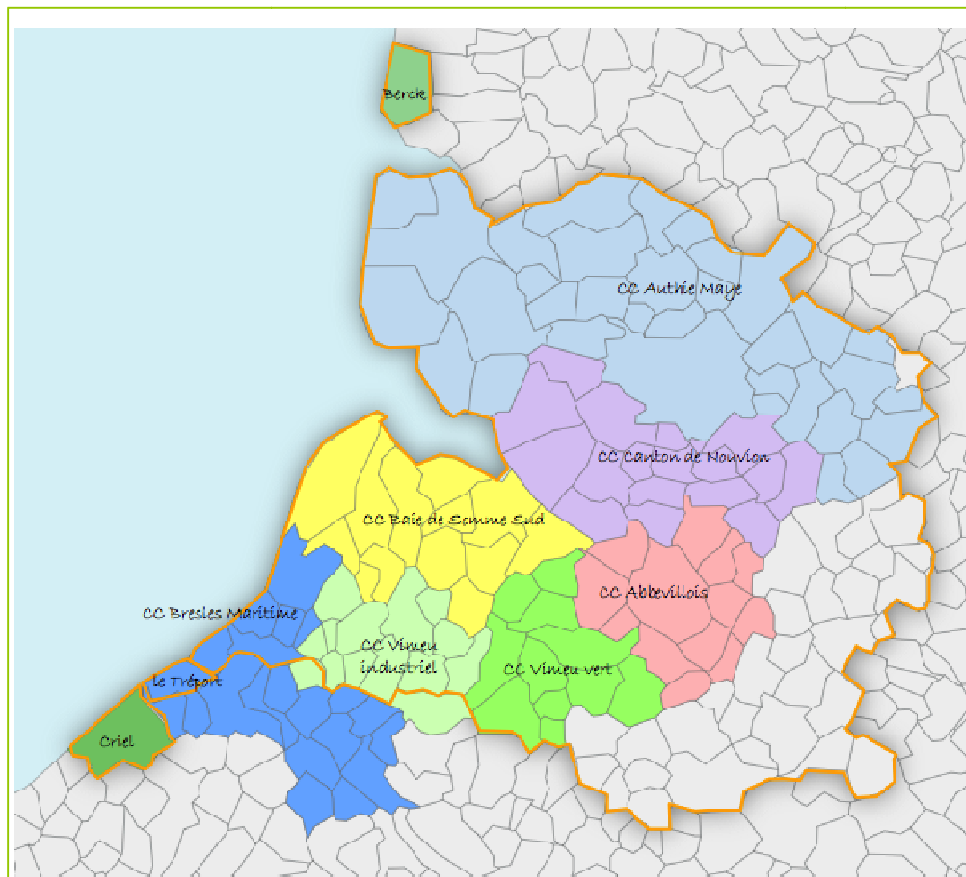 Berck
CC Authie Maye
CC Canton de Nouvion
CC Baie de Somme Sud
CC Abbevillois
CC Bresles Maritime
CC Vimeu
industriel
CC Vimeu vert
le Tréport
Criel